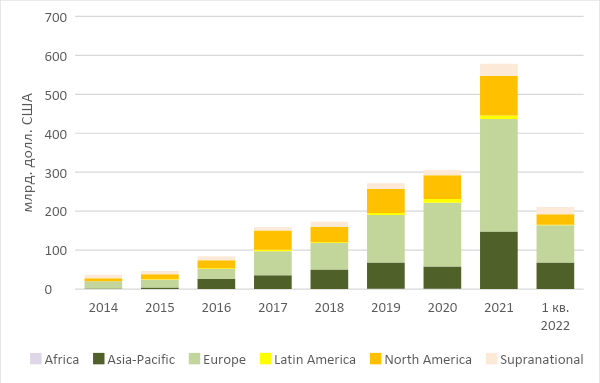 700
600
500
400
300
200
100
0
млрд. долл. США
2014 2015 2016 2017 2018 2019 2020 2021 1 кв. 2022
Africa Asia-Pacific Europe Latin America North America Supranational